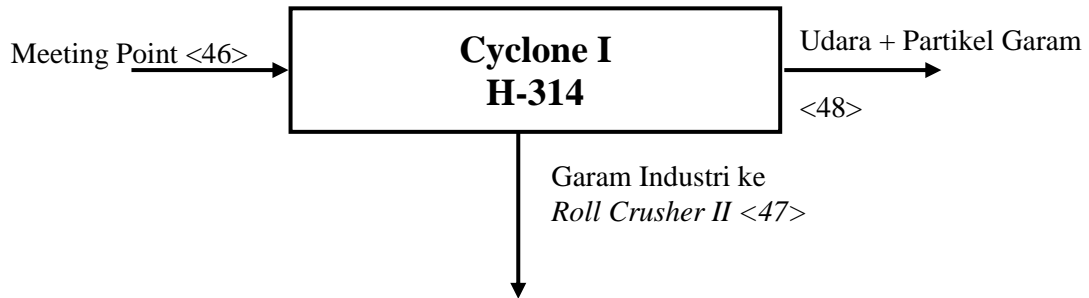 Meeting Point <46>
Cyclone I
H-314
Udara + Partikel Garam
<48>
Garam Industri ke
Roll Crusher II <47>